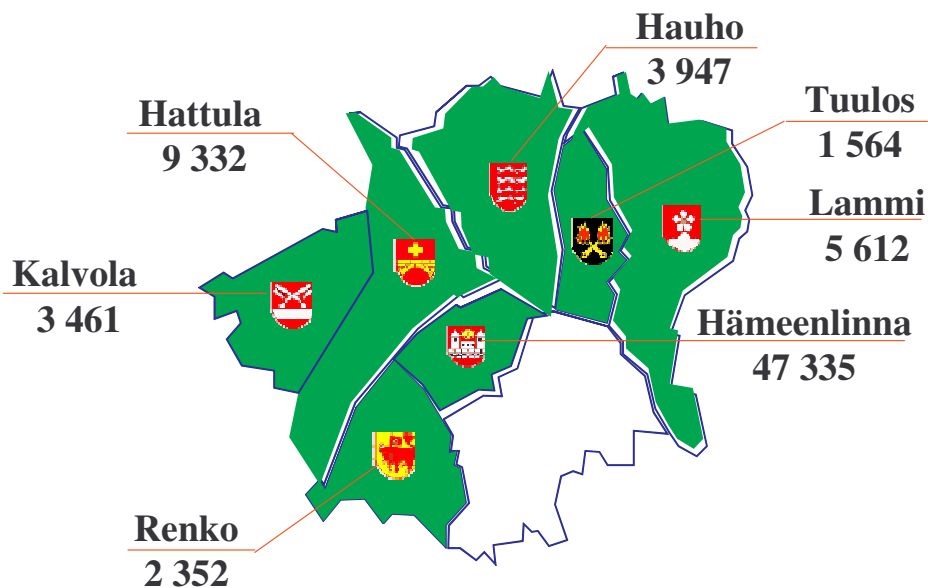 Hauho
3 947
Hattula
9 332
Tuulos
1 564
Lammi
5 612
Kalvola
3 461
Hämeenlinna
47 335
Renko
2 352